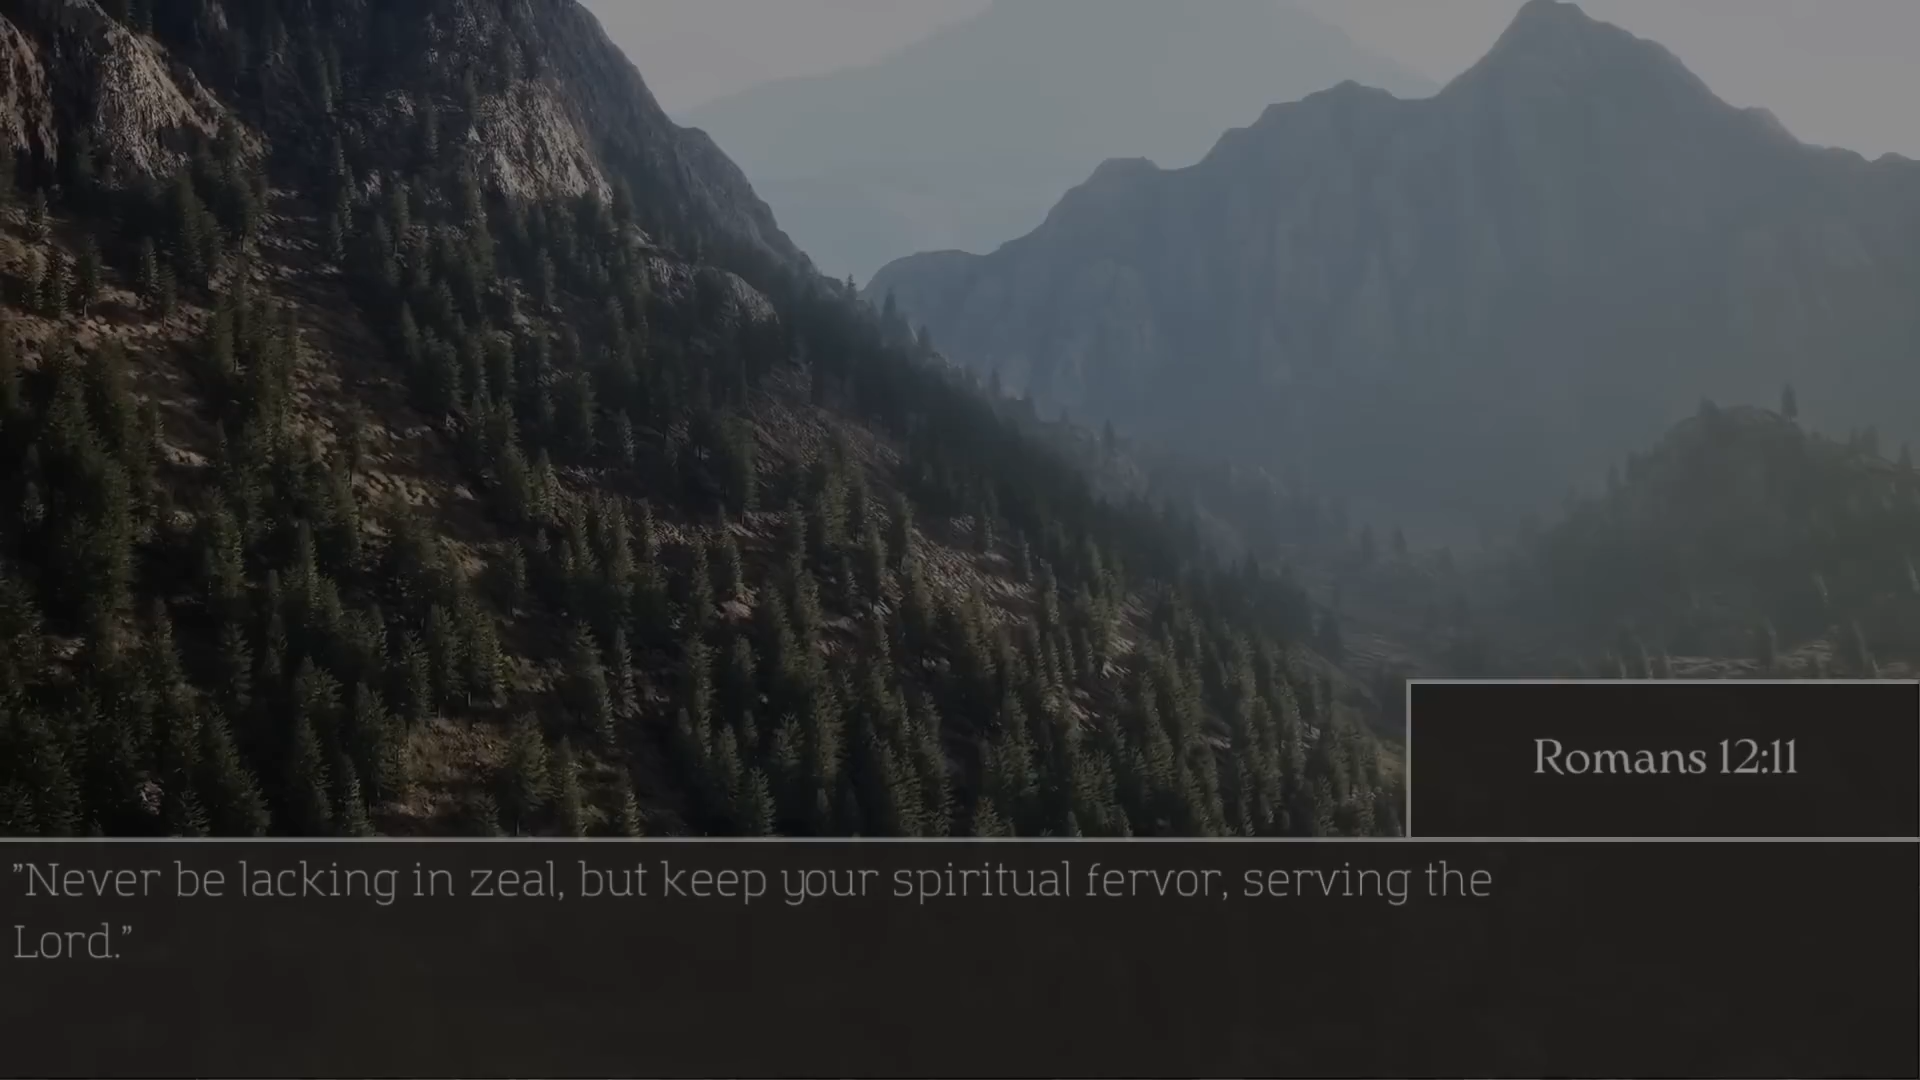 Romans 12:11
”Never be lacking in zeal, but keep your spiritual fervor, serving the
Lord.”